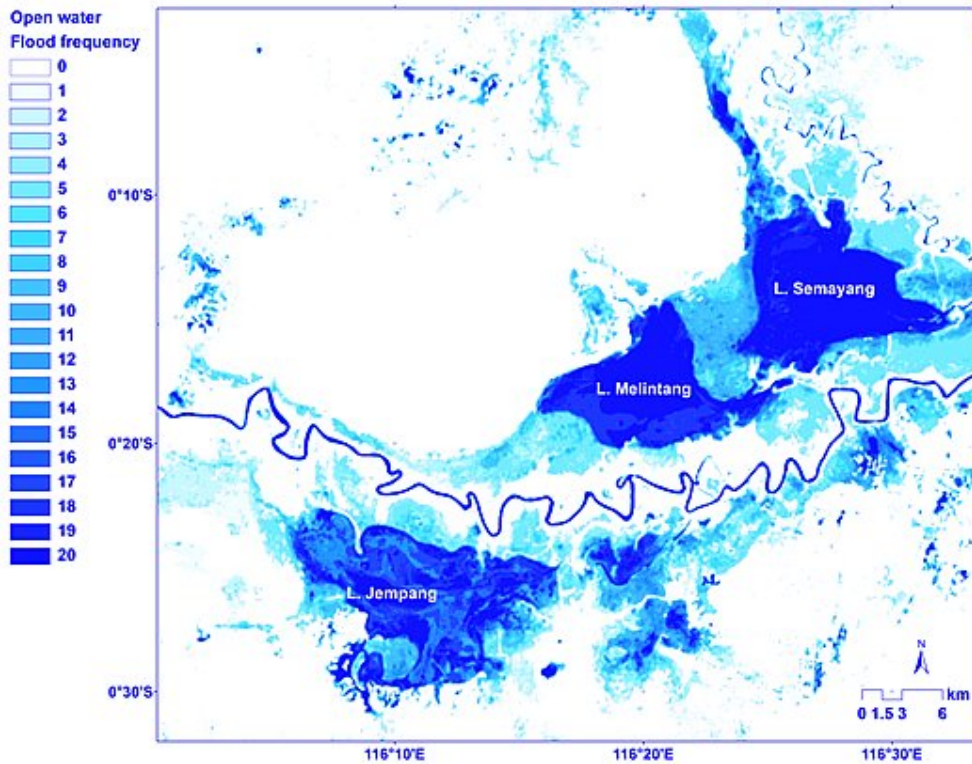 Open water
Flood frequency
0
1
2
3
4
5
6
7
8
9
10
11
12
13
14
15
16
17
18
19
20
0°10'S
0°20'S
0°30'S
L. Semayang
L. Melintang
L. Jempang
N
km
0 1.5 3 6
116°10'E
116°20'E
116°30'E